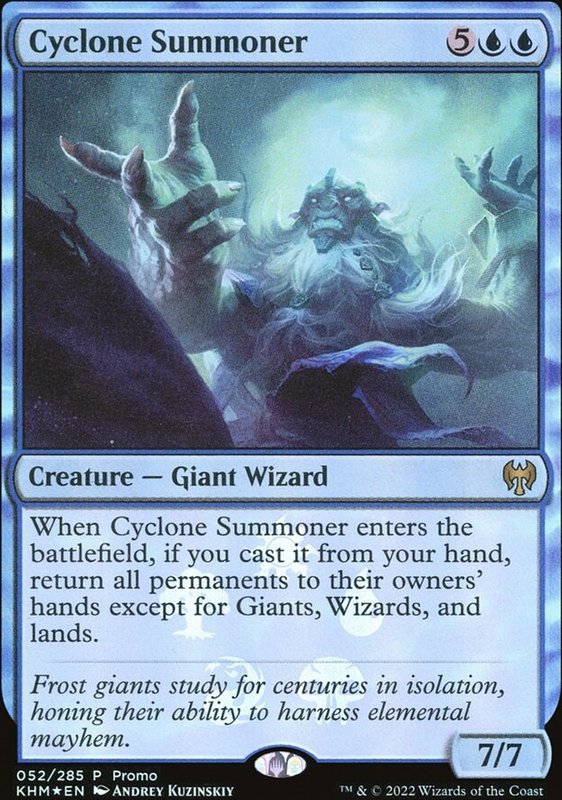 Cyclone Summoner 5
Creature — Giant Wizard
When Cyclone Summoner enters the
battlefield, if you cast it from your hand,
return all permanents to their owners’
hands except for Giants, Wizards, and
lands.
Frost giants study for centuries in isolation,
honing their ability to harness elemental
mayhem.
7/7
052/285 P Promo
KHM★EN Andrey Kuzinskiy
™ & © 2022 Wizards of the Coast